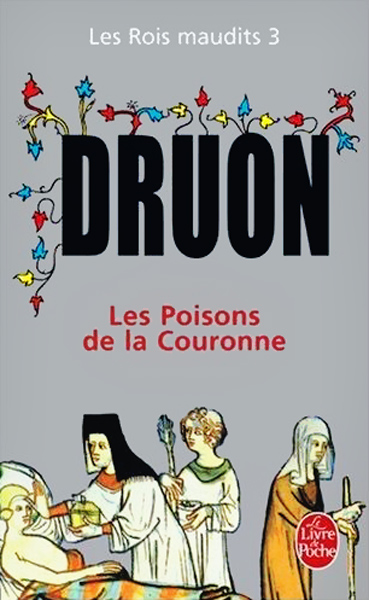 Les Rois maudits 3
DRUON
Les Poisons
de la Couronne
Le
Livre
de
Poche